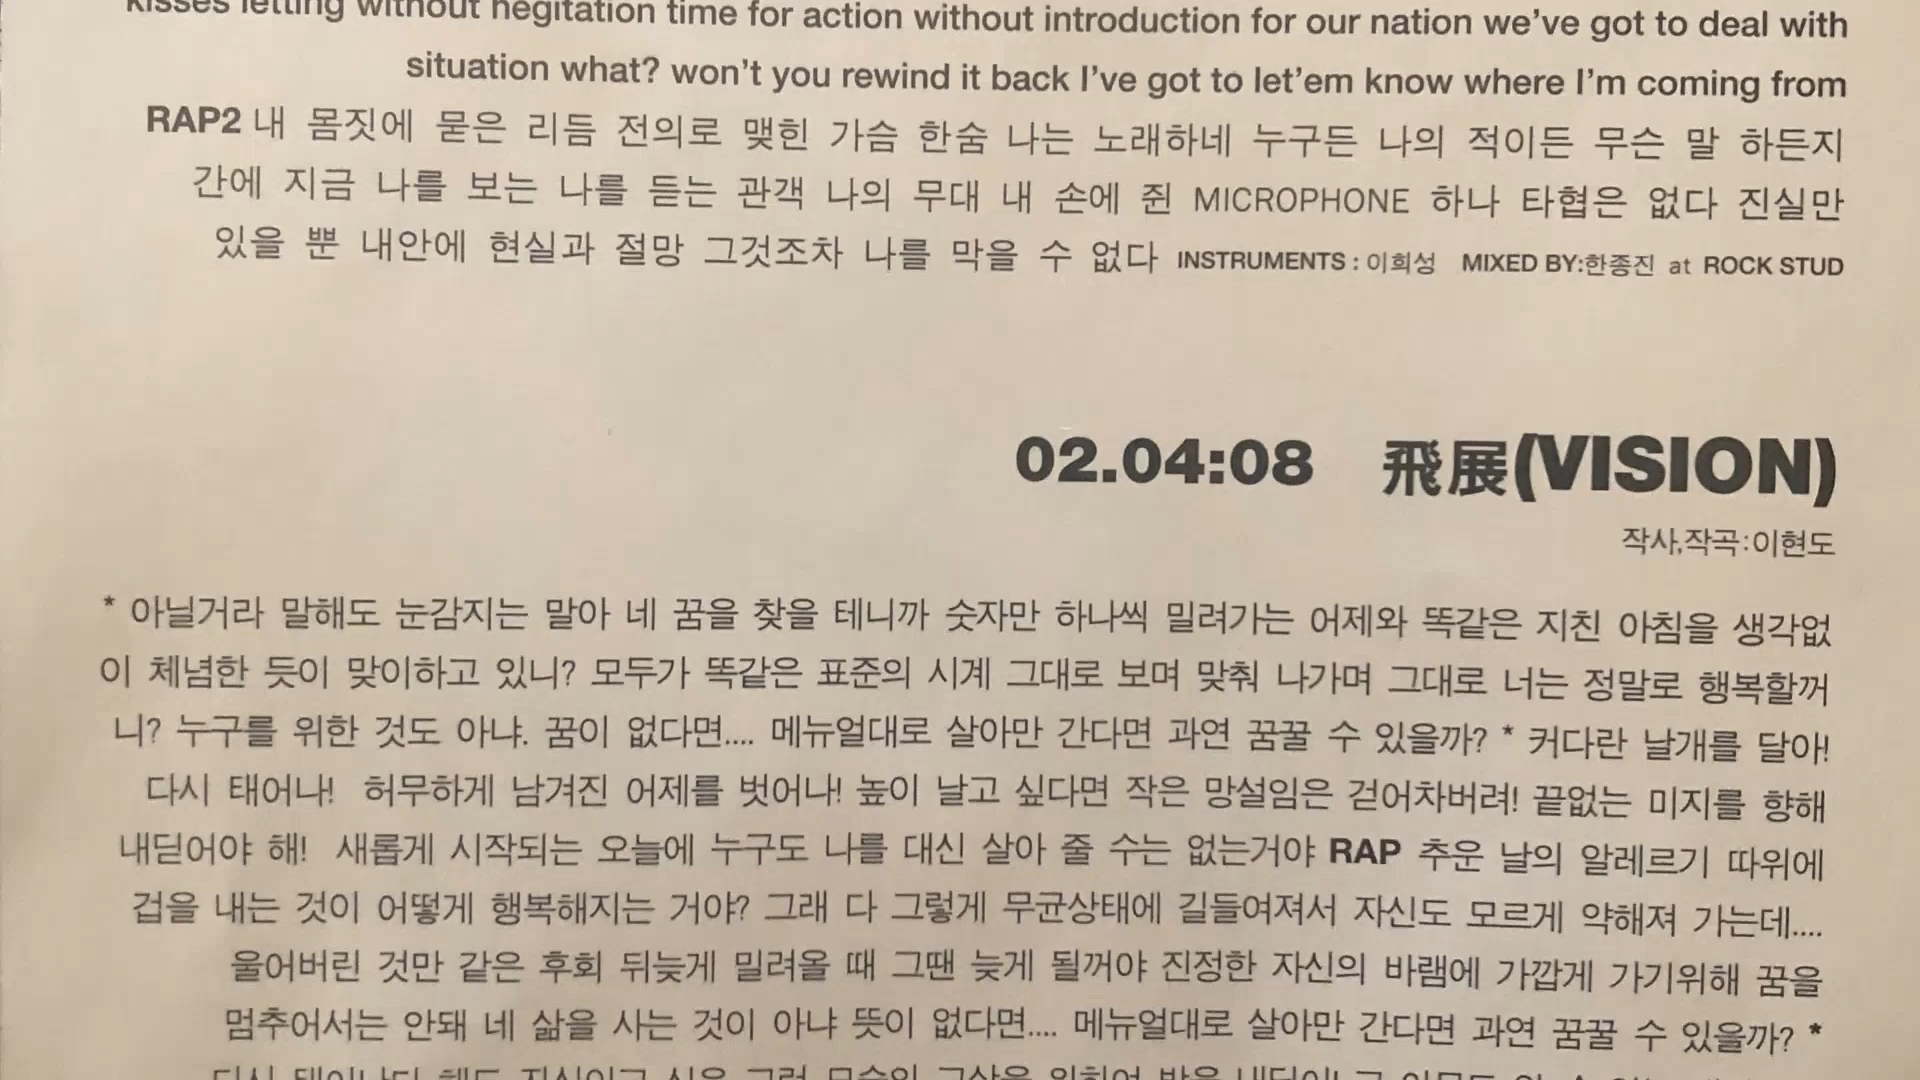 kisses letting without negitation time for action without introduction for our nation we've got to deal with
situation what? won't you rewind it back I've got to let'em know where I'm coming from
RAP2 내 몸짓에 묻은 리듬 전의로 맺힌 가슴 한숨 나는 노래하네 누구든 나의 적이든 무슨 말 하든지
간에 지금 나를 보는 나를 듣는 관객 나의 무대 내 손에 쥔 MICROPHONE 하나 타협은 없다 진실만
있을 뿐 내안에 현실과 절망 그것조차 나를 막을 수 없다 INSTRUMENTS : 이희성 MIXED BY:한종진 at ROCK STUD
02.04:08 飛展(VISION)
작사,작곡:이현도
* 아닐거라 말해도 눈감지는 말아 네 꿈을 찾을 테니까 숫자만 하나씩 밀려가는 어제와 똑같은 지친 아침을 생각없
이 체념한 듯이 맞이하고 있니? 모두가 똑같은 표준의 시계 그대로 보며 맞춰 나가며 그대로 너는 정말로 행복할꺼
니? 누구를 위한 것도 아냐. 꿈이 없다면.... 메뉴얼대로 살아만 간다면 과연 꿈꿀 수 있을까? * 커다란 날개를 달아!
다시 태어나! 허무하게 남겨진 어제를 벗어나! 높이 날고 싶다면 작은 망설임은 걷어차버려! 끝없는 미지를 향해
내딛어야 해! 새롭게 시작되는 오늘에 누구도 나를 대신 살아 줄 수는 없는거야 RAP 추운 날의 알레르기 따위에
겁을 내는 것이 어떻게 행복해지는 거야? 그래 다 그렇게 무균상태에 길들여져서 자신도 모르게 약해져 가는데....
울어버린 것만 같은 후회 뒤늦게 밀려올 때 그땐 늦게 될꺼야 진정한 자신의 바램에 가깝게 가기위해 꿈을
멈추어서는 안돼 네 삶을 사는 것이 아냐 뜻이 없다면.... 메뉴얼대로 살아만 간다면 과연 꿈꿀 수 있을까? *